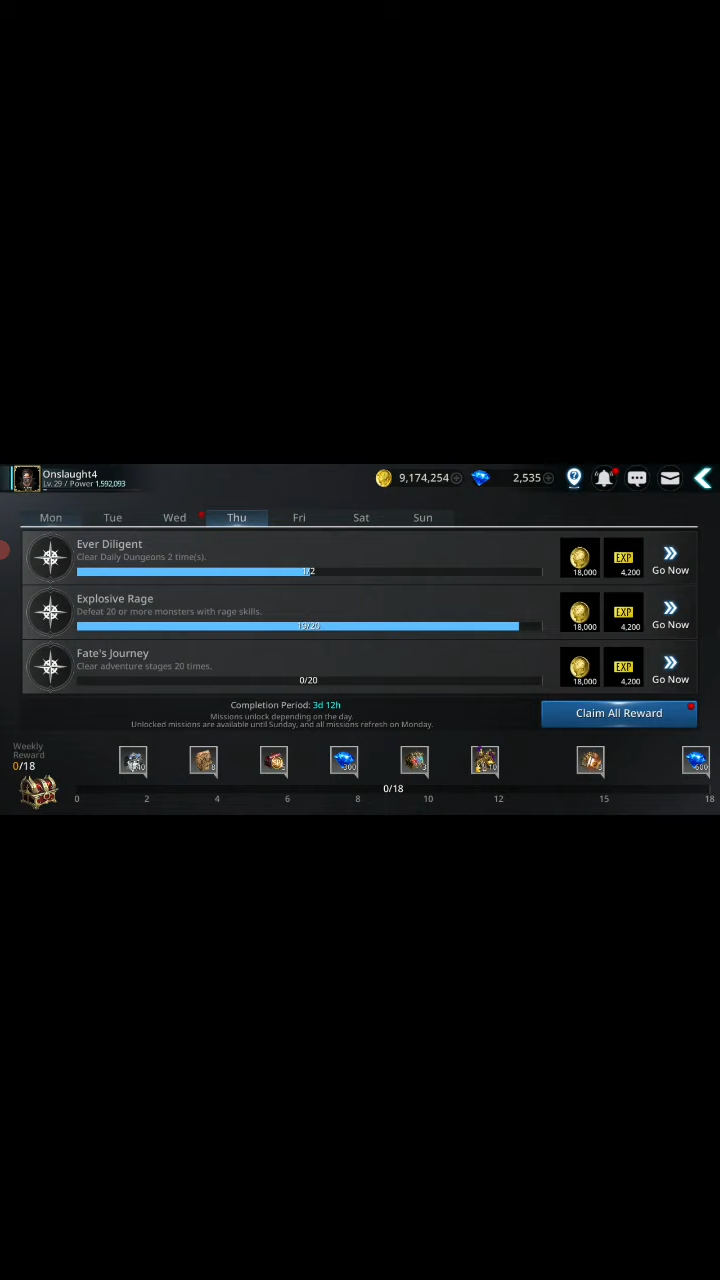 Onslaught4
Lv.29 / Power 1,592,093
9,174,254
2,535
Mon Tue Wed Thu Fri Sat Sun
Ever Diligent
Clear Daily Dungeons 2 time(s).
1/2
18,000
EXP
4,200
Go Now
Explosive Rage
Defeat 20 or more monsters with rage skills.
19/20
18,000
EXP
4,200
Go Now
Fate's Journey
Clear adventure stages 20 times.
0/20
18,000
EXP
4,200
Go Now
Completion Period: 3d 12h
Missions unlock depending on the day.
Unlocked missions are available until Sunday, and all missions refresh on Monday.
Claim All Reward
Weekly
Reward
0/18
300
600
0/18
0 2 4 6 8 10 12 15 18